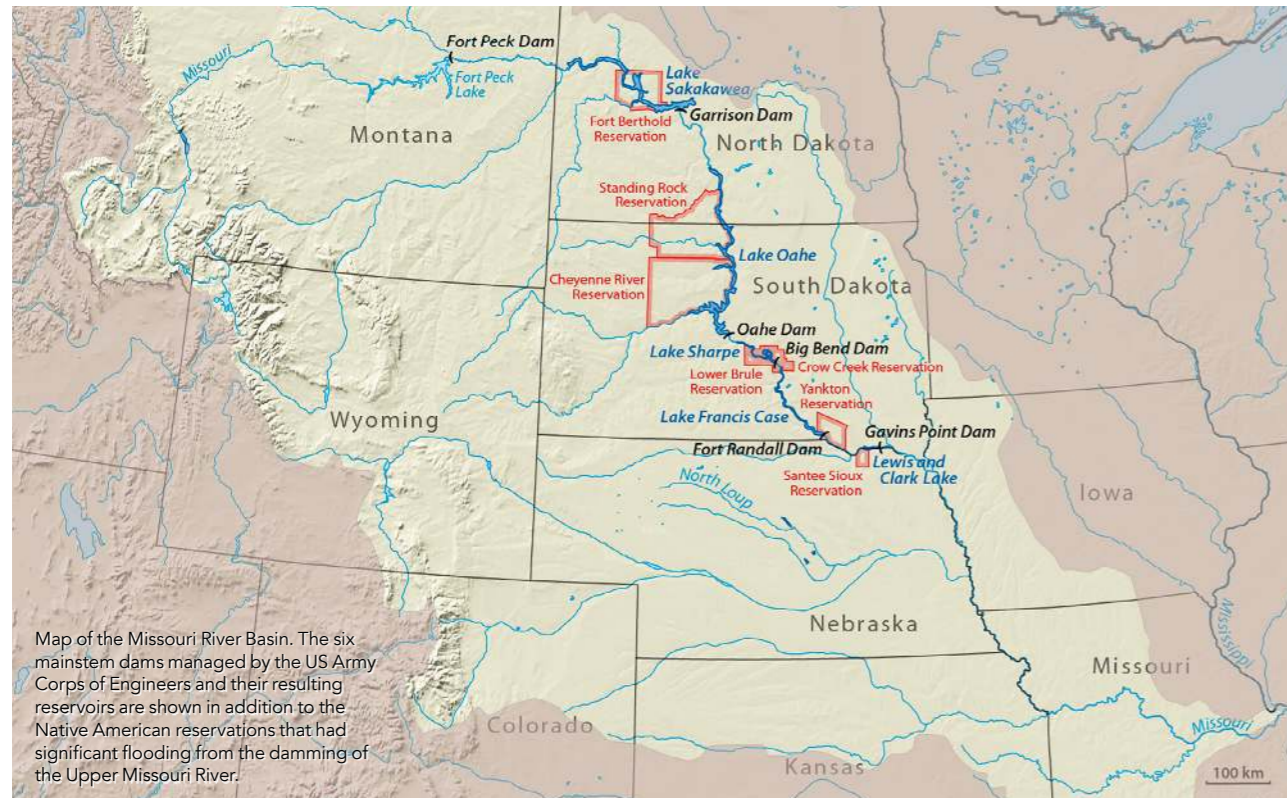 Fort Peck Dam
Missouri
Fort Peck
Lake
Lake
Sakakawea
Garrison Dam
Fort Berthold
Reservation
Montana
North Dakota
Standing Rock
Reservation
Lake Oahe
Cheyenne River
Reservation
South Dakota
Oahe Dam
Lake Sharpe
Big Bend Dam
Crow Creek Reservation
Lower Brule
Reservation
Yankton
Reservation
Wyoming
Lake Francis Case
Gavins Point Dam
Fort Randall Dam
Lewis and
Clark Lake
Santee Sioux
Reservation
North Loup
Iowa
Nebraska
Mississippi
Missouri
Missouri
Colorado
Kansas
Map of the Missouri River Basin. The six
mainstem dams managed by the US Army
Corps of Engineers and their resulting
reservoirs are shown in addition to the
Native American reservations that had
significant flooding from the damming of
the Upper Missouri River.
100 km